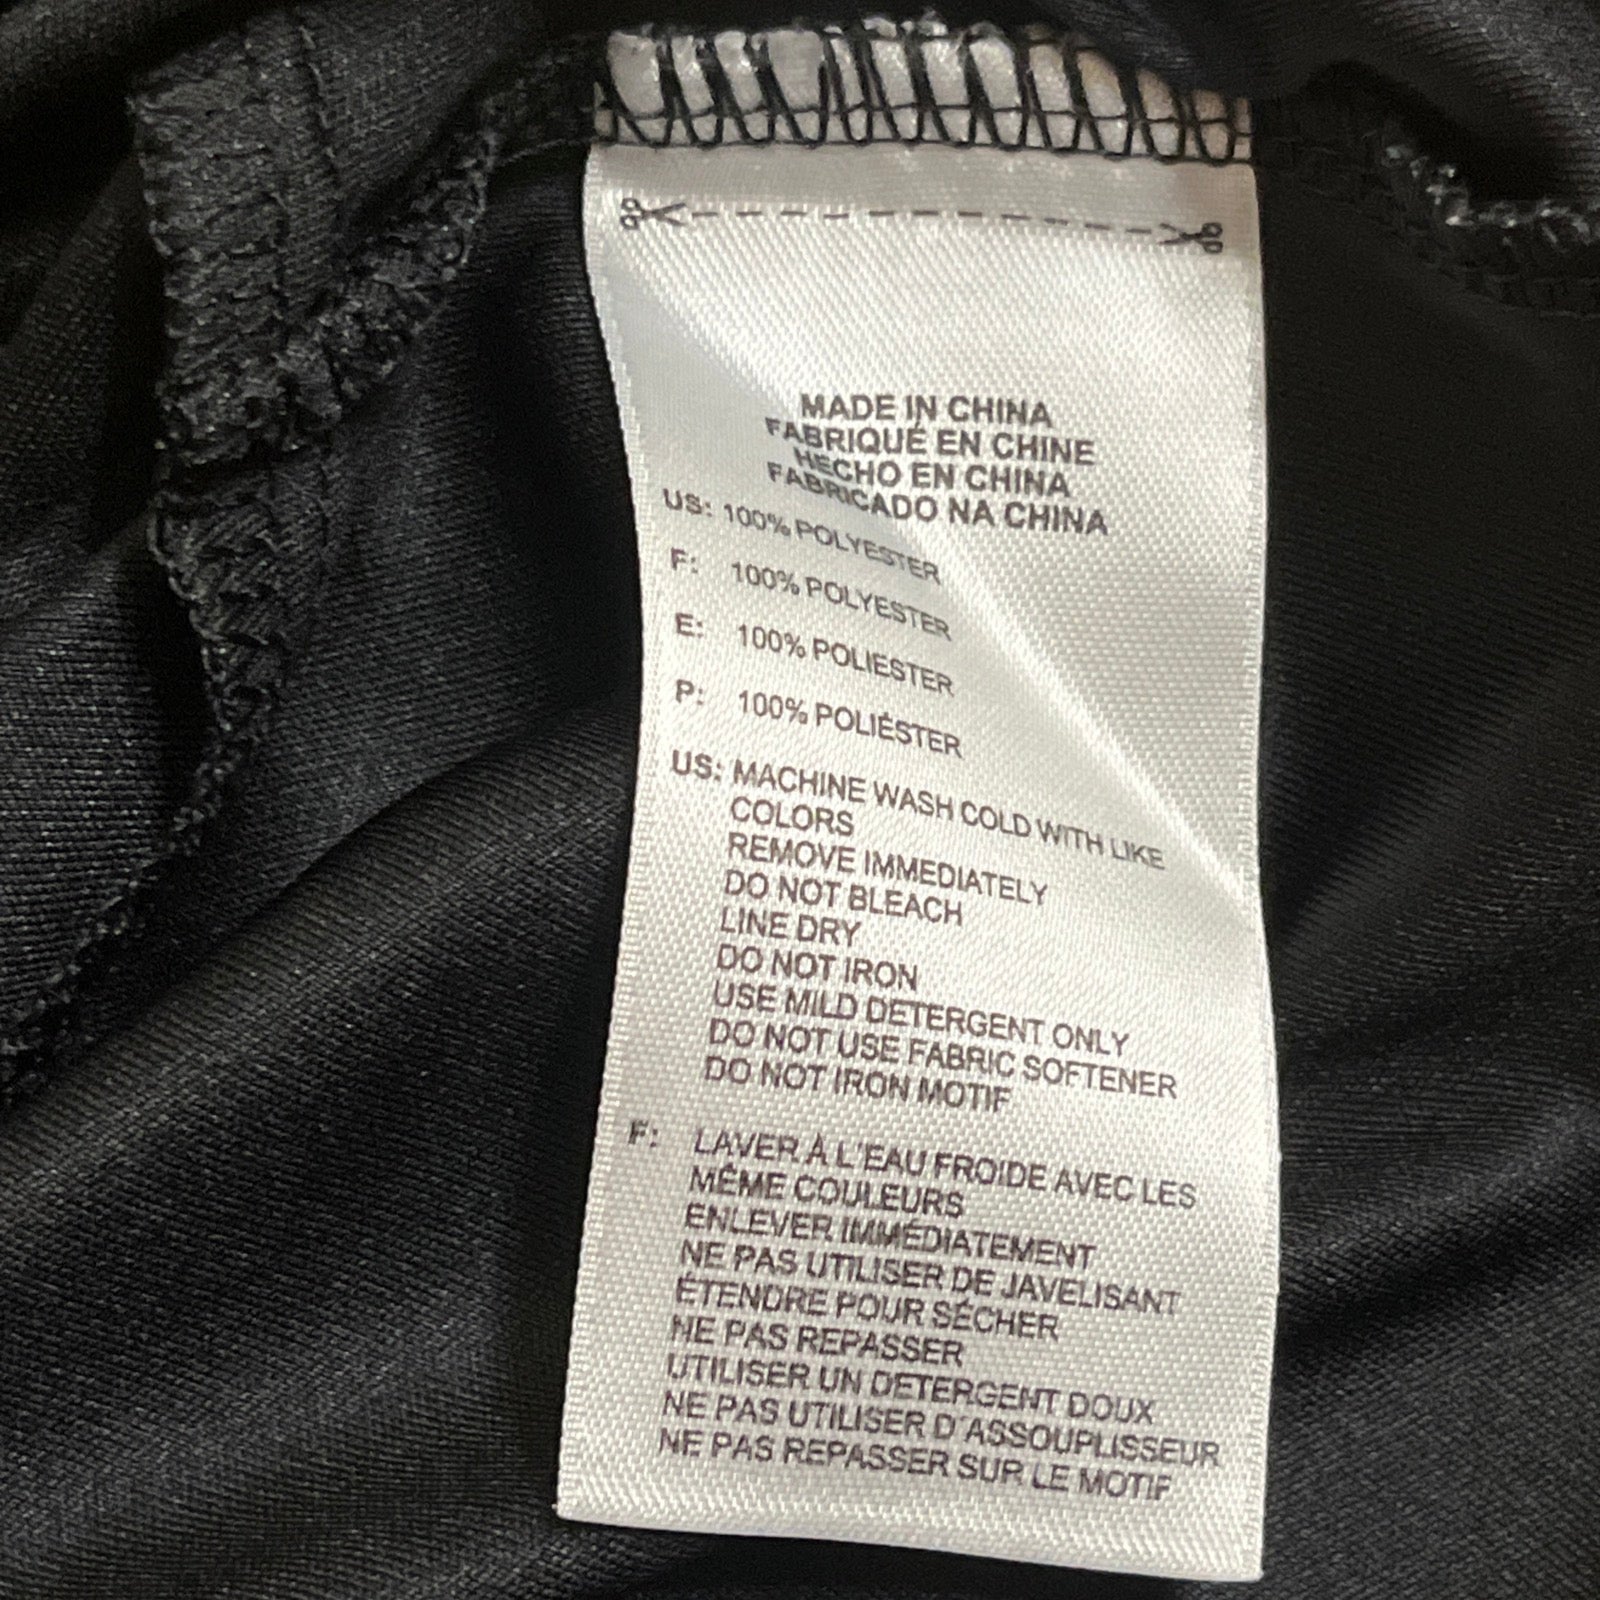 MADE IN CHINA
FABRIQUÉ EN CHINE
HECHO EN CHINA
FABRICADO NA CHINA
US: 100% POLYESTER
F: 100% POLYESTER
E: 100% POLIESTER
P: 100% POLIÉSTER
US: MACHINE WASH COLD WITH LIKE
COLORS
REMOVE IMMEDIATELY
DO NOT BLEACH
LINE DRY
DO NOT IRON
USE MILD DETERGENT ONLY
DO NOT USE FABRIC SOFTENER
DO NOT IRON MOTIF
F: LAVER À L'EAU FROIDE AVEC LES
MÊME COULEURS
ENLEVER IMMÉDIATEMENT
NE PAS UTILISER DE JAVELISANT
ÉTENDRE POUR SÉCHER
NE PAS REPASSER
UTILISER UN DETERGENT DOUX
NE PAS UTILISER D'ASSOUPLISSEUR
NE PAS REPASSER SUR LE MOTIF